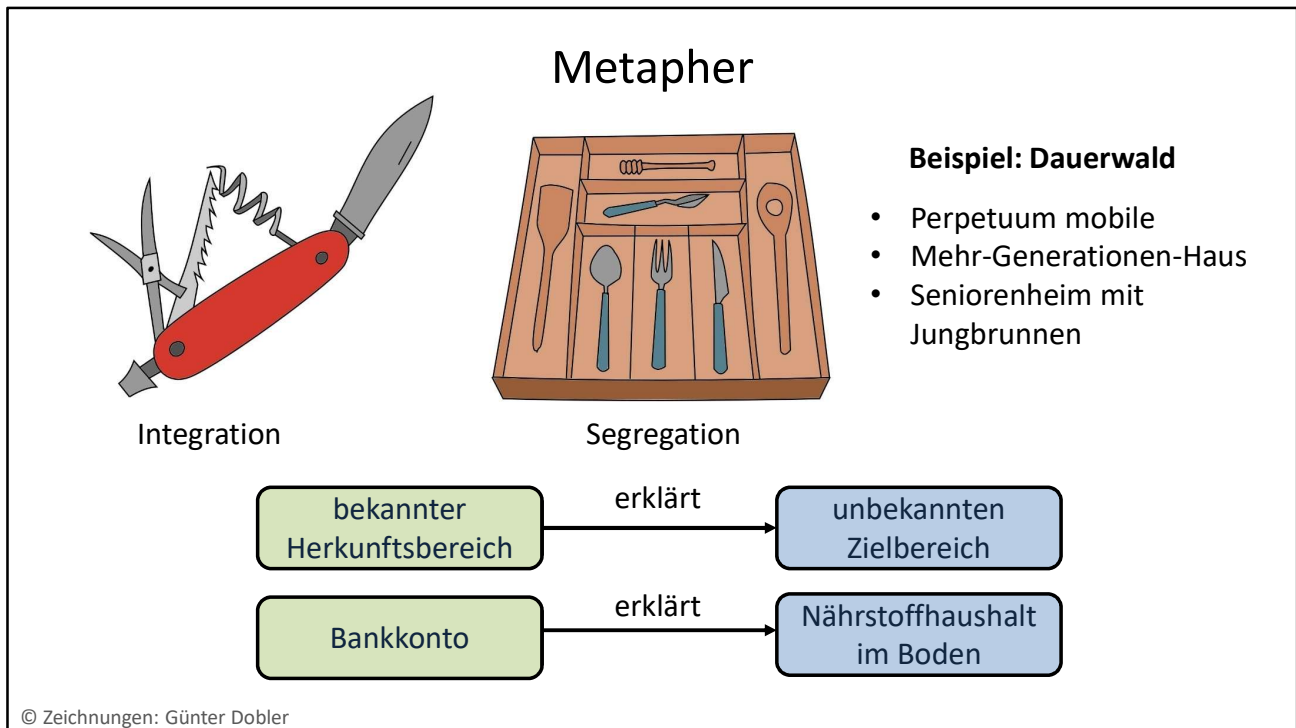 Metapher
Beispiel: Dauerwald
• Perpetuum mobile
• Mehr-Generationen-Haus
• Seniorenheim mit
Jungbrunnen
Integration
Segregation
bekannter
Herkunftsbereich
erklärt
unbekannten
Zielbereich
Bankkonto
erklärt
Nährstoffhaushalt
im Boden
© Zeichnungen: Günter Dobler